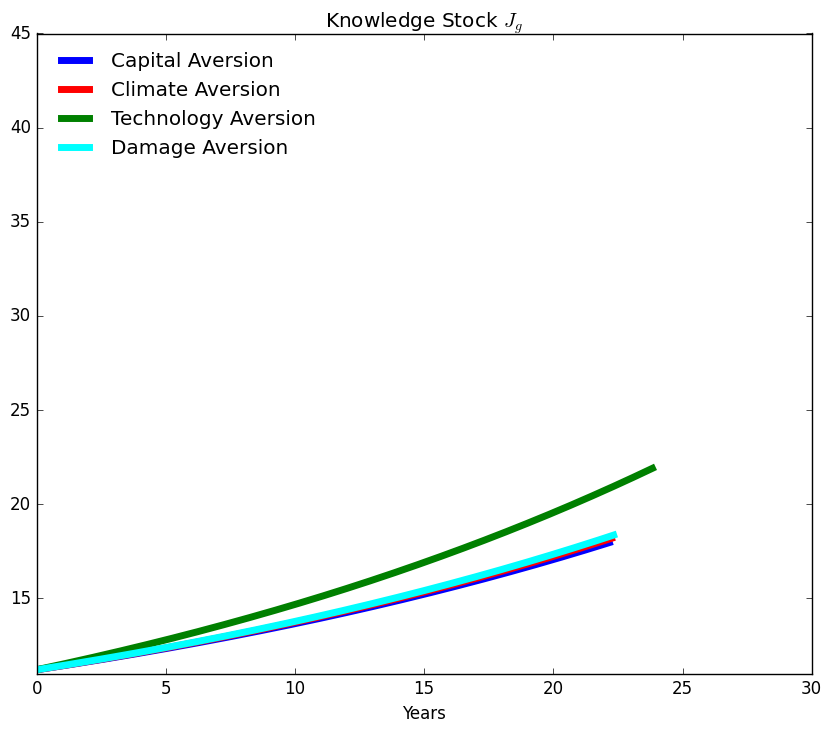 Knowledge Stock J_g
45
40
35
30
25
20
15
Capital Aversion
Climate Aversion
Technology Aversion
Damage Aversion
0 5 10 15 20 25 30
Years